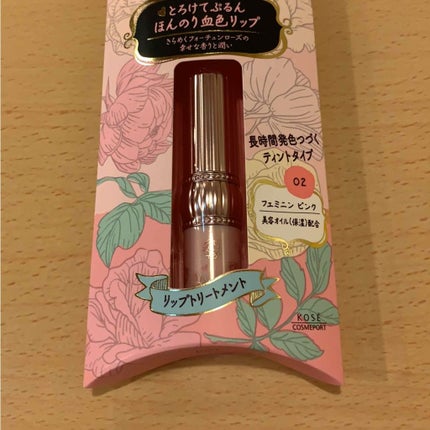 とろけてぷるん
ほんのり血色リップ
きらめくフォーチュンローズの
幸せな香りと潤い
長時間発色つづく
ティントタイプ
02
フェミニン ピンク
美容オイル(保湿)配合
リップトリートメント
KOSÉ
COSMEPORT